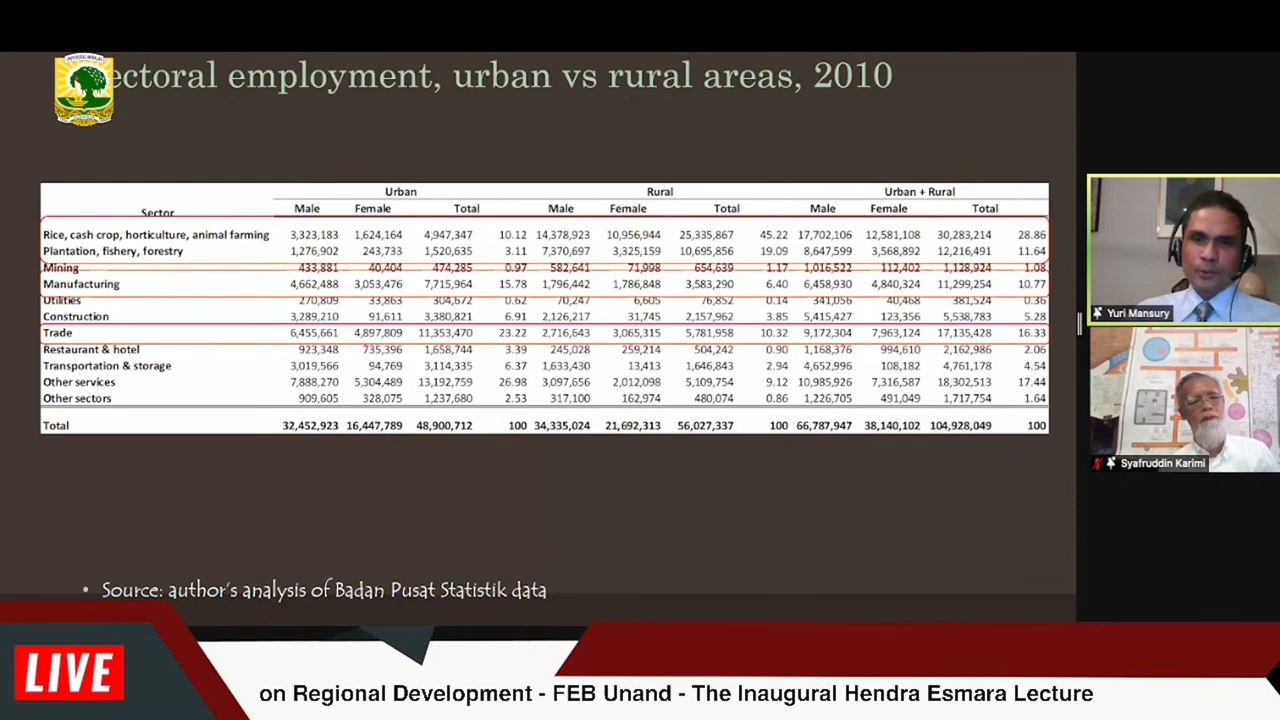 ectoral employment, urban vs rural areas, 2010
Urban Rural Urban + Rural
Sector Male Female Total Male Female Total Male Female Total
Rice, cash crop, horticulture, animal farming 3,323,183 1,624,164 4,947,347 10.12 14,378,923 10,956,944 25,335,867 45.22 17,702,106 12,581,108 30,283,214 28.86
Plantation, fishery, forestry 1,276,902 243,733 1,520,635 3.11 7,370,697 3,325,159 10,695,856 19.09 8,647,599 3,568,892 12,216,491 11.64
Mining 433,881 40,404 474,285 0.97 582,641 71,998 654,639 1.17 1,016,522 112,402 1,128,924 1.08
Manufacturing 4,662,488 3,053,476 7,715,964 15.78 1,796,442 1,786,848 3,583,290 6.40 6,458,930 4,840,324 11,299,254 10.77
Utilities 270,809 33,863 304,672 0.62 70,247 6,605 76,852 0.14 341,056 40,468 381,524 0.36
Construction 3,289,210 91,611 3,380,821 6.91 2,126,217 31,745 2,157,962 3.85 5,415,427 123,356 5,538,783 5.28
Trade 6,455,661 4,897,809 11,353,470 23.22 2,716,643 3,065,315 5,781,958 10.32 9,172,304 7,963,124 17,135,428 16.33
Restaurant & hotel 923,348 735,396 1,658,744 3.39 245,028 259,214 504,242 0.90 1,168,376 994,610 2,162,986 2.06
Transportation & storage 3,019,566 94,769 3,114,335 6.37 1,633,430 13,413 1,646,843 2.94 4,652,996 108,182 4,761,178 4.54
Other services 7,888,270 5,304,489 13,192,759 26.98 3,097,656 2,012,098 5,109,754 9.12 10,985,926 7,316,587 18,302,513 17.44
Other sectors 909,605 328,075 1,237,680 2.53 317,100 162,974 480,074 0.86 1,226,705 491,049 1,717,754 1.64
Total 32,452,923 16,447,789 48,900,712 100 34,335,024 21,692,313 56,027,337 100 66,787,947 38,140,102 104,928,049 100
Yuri Mansury
Syafruddin Karimi
• Source: author's analysis of Badan Pusat Statistik data
LIVE
on Regional Development - FEB Unand - The Inaugural Hendra Esmara Lecture